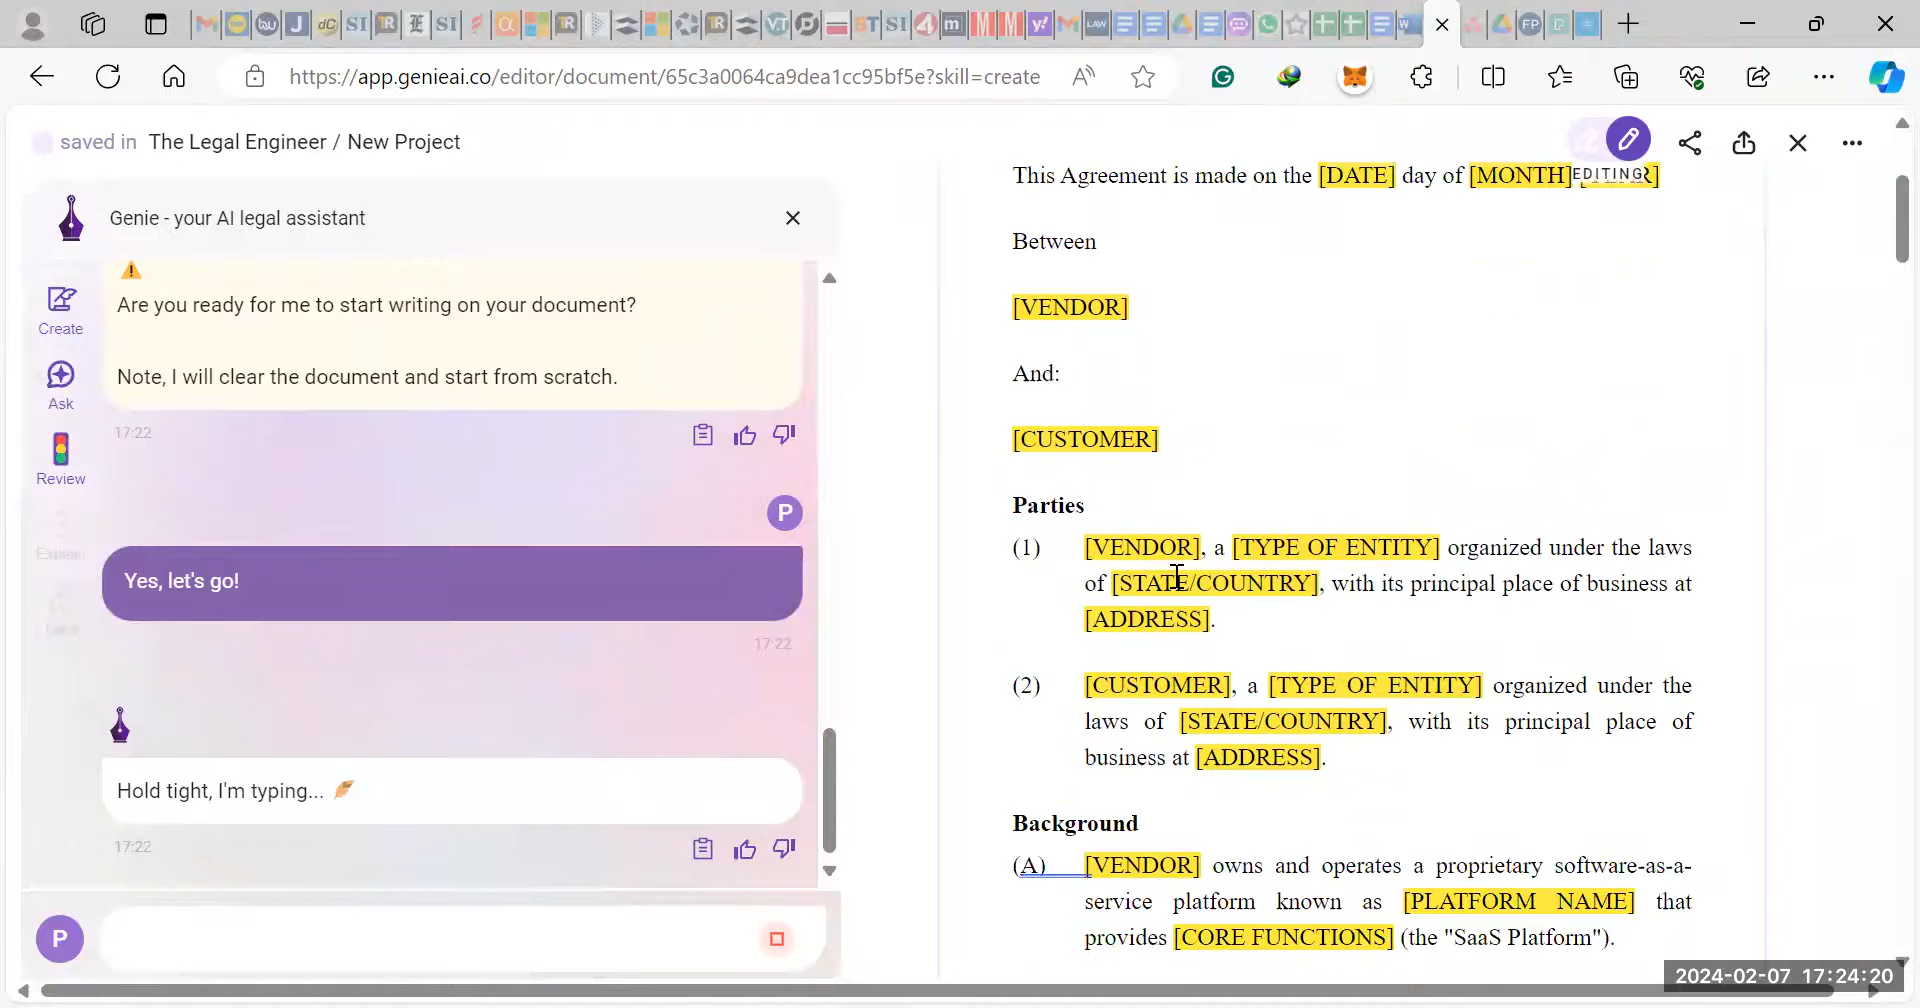 https://app.genieai.co/editor/document/65c3a0064ca9dea1cc95bf5e?skill=create
saved in The Legal Engineer / New Project
EDITING
Genie - your AI legal assistant
Create
Ask
Review
Are you ready for me to start writing on your document?
Note, I will clear the document and start from scratch.
17:22
P
Yes, let's go!
17:22
Hold tight, I'm typing...
17:22
P
This Agreement is made on the [DATE] day of [MONTH]
Between
[VENDOR]
And:
[CUSTOMER]
Parties
(1) [VENDOR], a [TYPE OF ENTITY] organized under the laws
of [STATE/COUNTRY], with its principal place of business at
[ADDRESS].
(2) [CUSTOMER], a [TYPE OF ENTITY] organized under the
laws of [STATE/COUNTRY], with its principal place of
business at [ADDRESS].
Background
(A) [VENDOR] owns and operates a proprietary software-as-a-
service platform known as [PLATFORM NAME] that
provides [CORE FUNCTIONS] (the "SaaS Platform").
2024-02-07 17:24:20